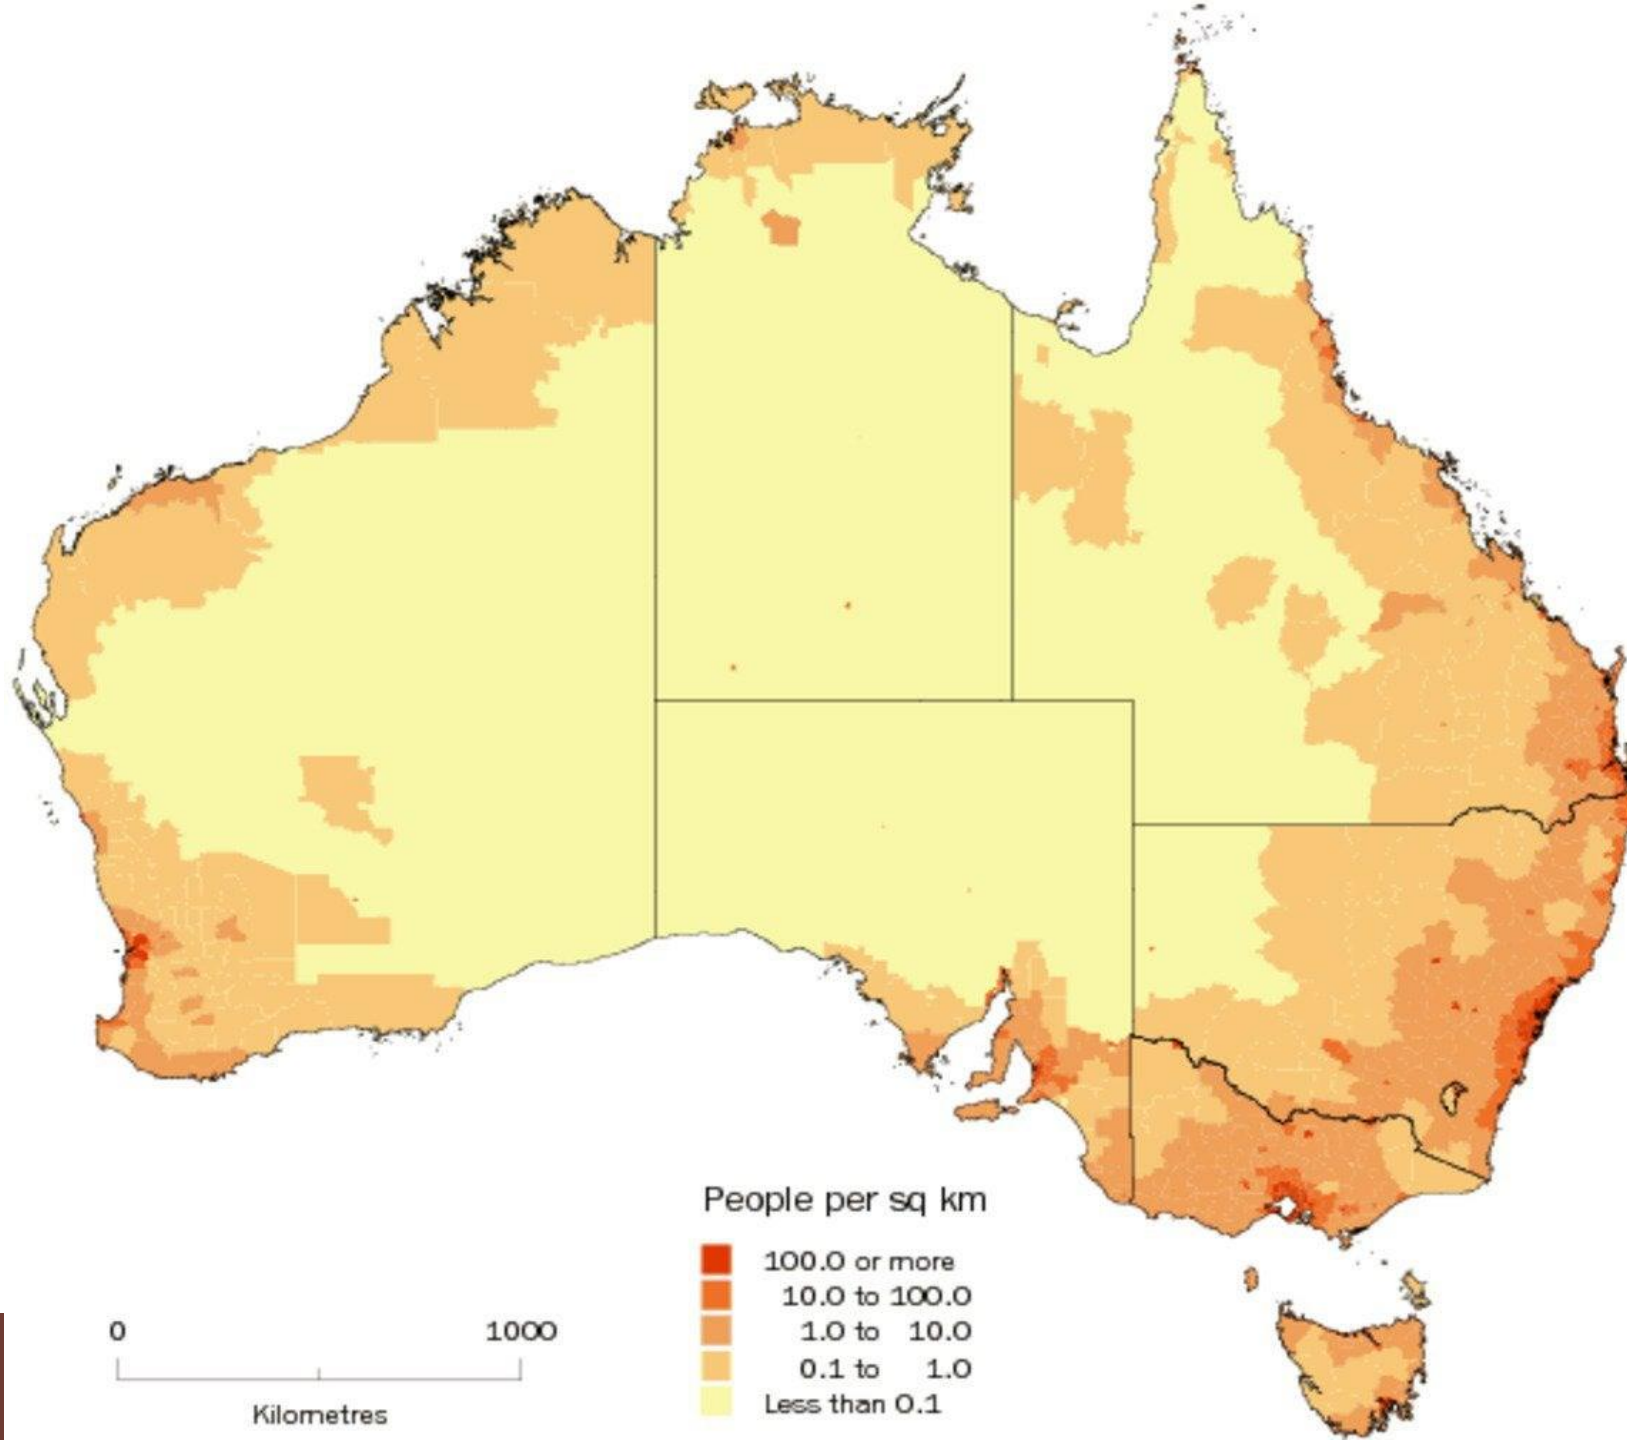 People per sq km
100.0 or more
10.0 to 100.0
1.0 to 10.0
0.1 to 1.0
Less than 0.1
0 1000
Kilometres